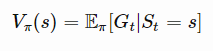 V_π(s) = 𝔼_π[G_t|S_t = s]